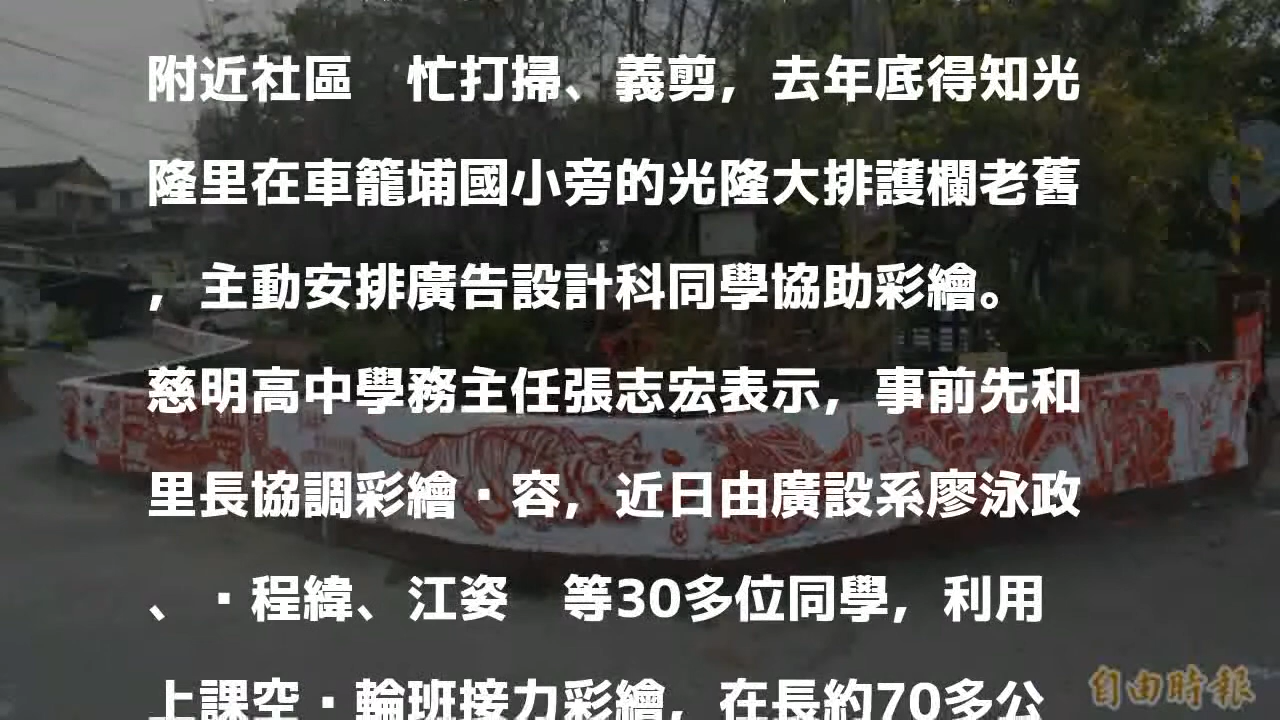 附近社區　忙打掃、義剪，去年底得知光
隆里在車籠埔國小旁的光隆大排護欄老舊
，主動安排廣告設計科同學協助彩繪。
慈明高中學務主任張志宏表示，事前先和
里長協調彩繪·容，近日由廣設系廖泳政
、·程緯、江姿　等30多位同學，利用
上課空·輪班接力彩繪，在長約70多公
自由時報